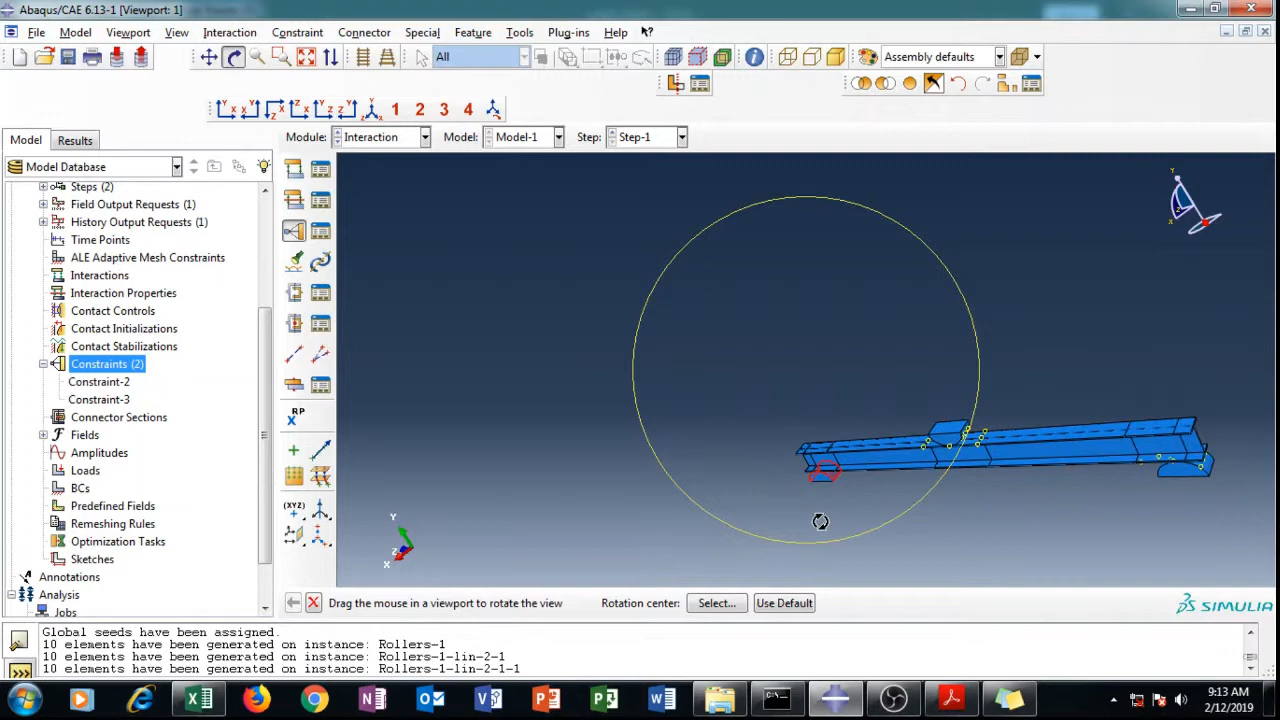 Abaqus/CAE 6.13-1 [Viewport: 1]
File Model Viewport View Interaction Constraint Connector Special Feature Tools Plug-ins Help
All
Assembly defaults
1 2 3 4
Model Results
Module: Interaction Model: Model-1 Step: Step-1
Model Database
Steps (2)
Field Output Requests (1)
History Output Requests (1)
Time Points
ALE Adaptive Mesh Constraints
Interactions
Interaction Properties
Contact Controls
Contact Initializations
Contact Stabilizations
Constraints (2)
Constraint-2
Constraint-3
Connector Sections
Fields
Amplitudes
Loads
BCs
Predefined Fields
Remeshing Rules
Optimization Tasks
Sketches
Annotations
Analysis
Jobs
RP
(XYZ)
Y
Z
X
Drag the mouse in a viewport to rotate the view Rotation center: Select... Use Default
SIMULIA
Global seeds have been assigned.
10 elements have been generated on instance: Rollers-1
10 elements have been generated on instance: Rollers-1-lin-2-1
10 elements have been generated on instance: Rollers-1-lin-2-1-1
9:13 AM
2/12/2019